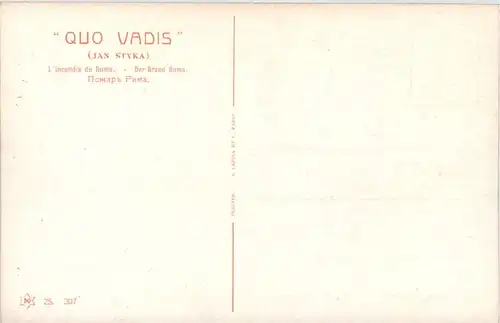 "QUO VADIS"
(JAN STYKA)
L'incendie de Rome. - Der Brand Roms.
Пожаръ Рима.
25. 307